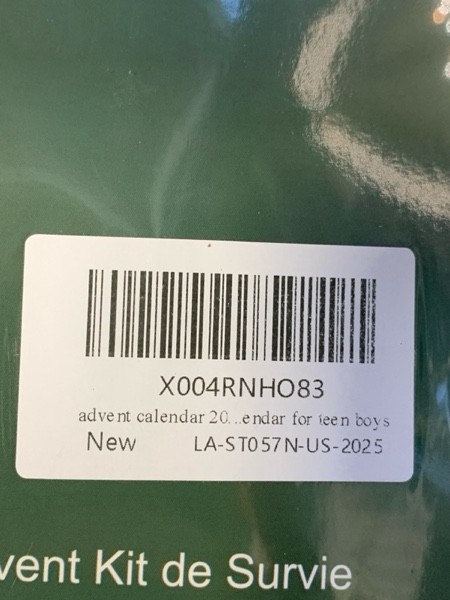 X004RNHO83
advent calendar 20...endar for teen boys
New LA-ST057N-US-2025
vent Kit de Survie